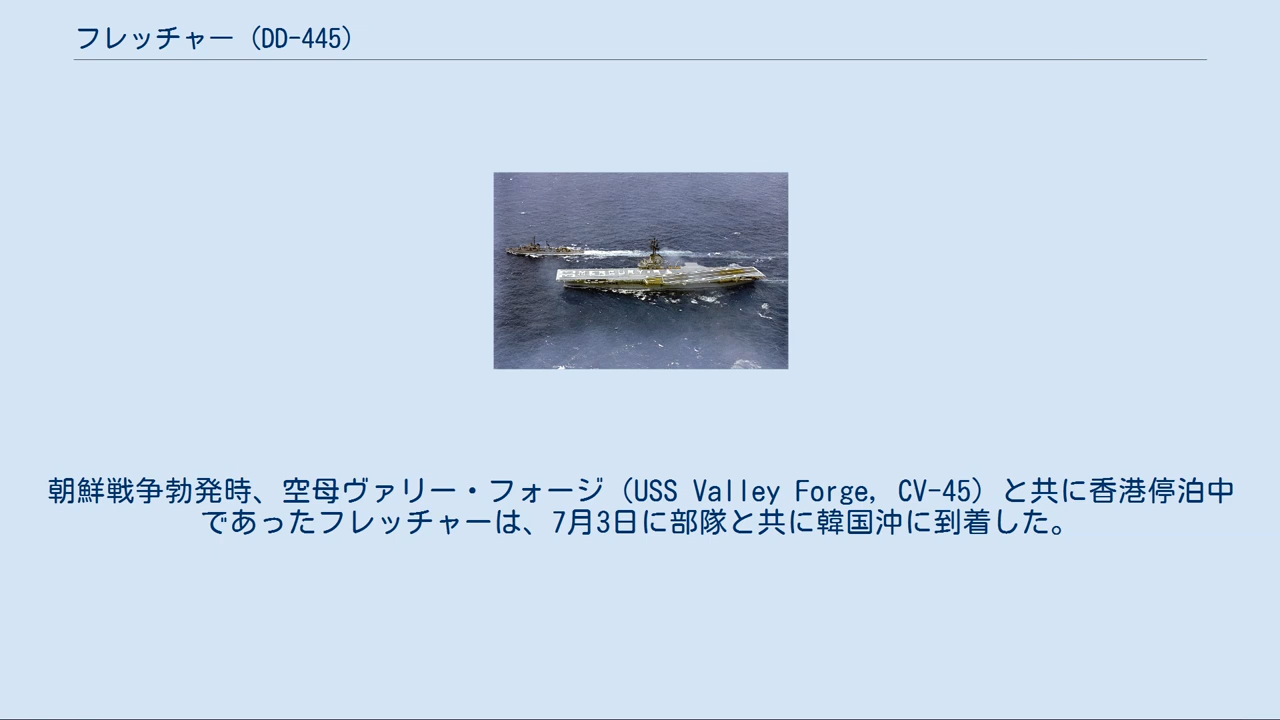 フレッチャー（DD-445）
朝鮮戦争勃発時、空母ヴァリー・フォージ（USS Valley Forge, CV-45）と共に香港停泊中
であったフレッチャーは、7月3日に部隊と共に韓国沖に到着した。